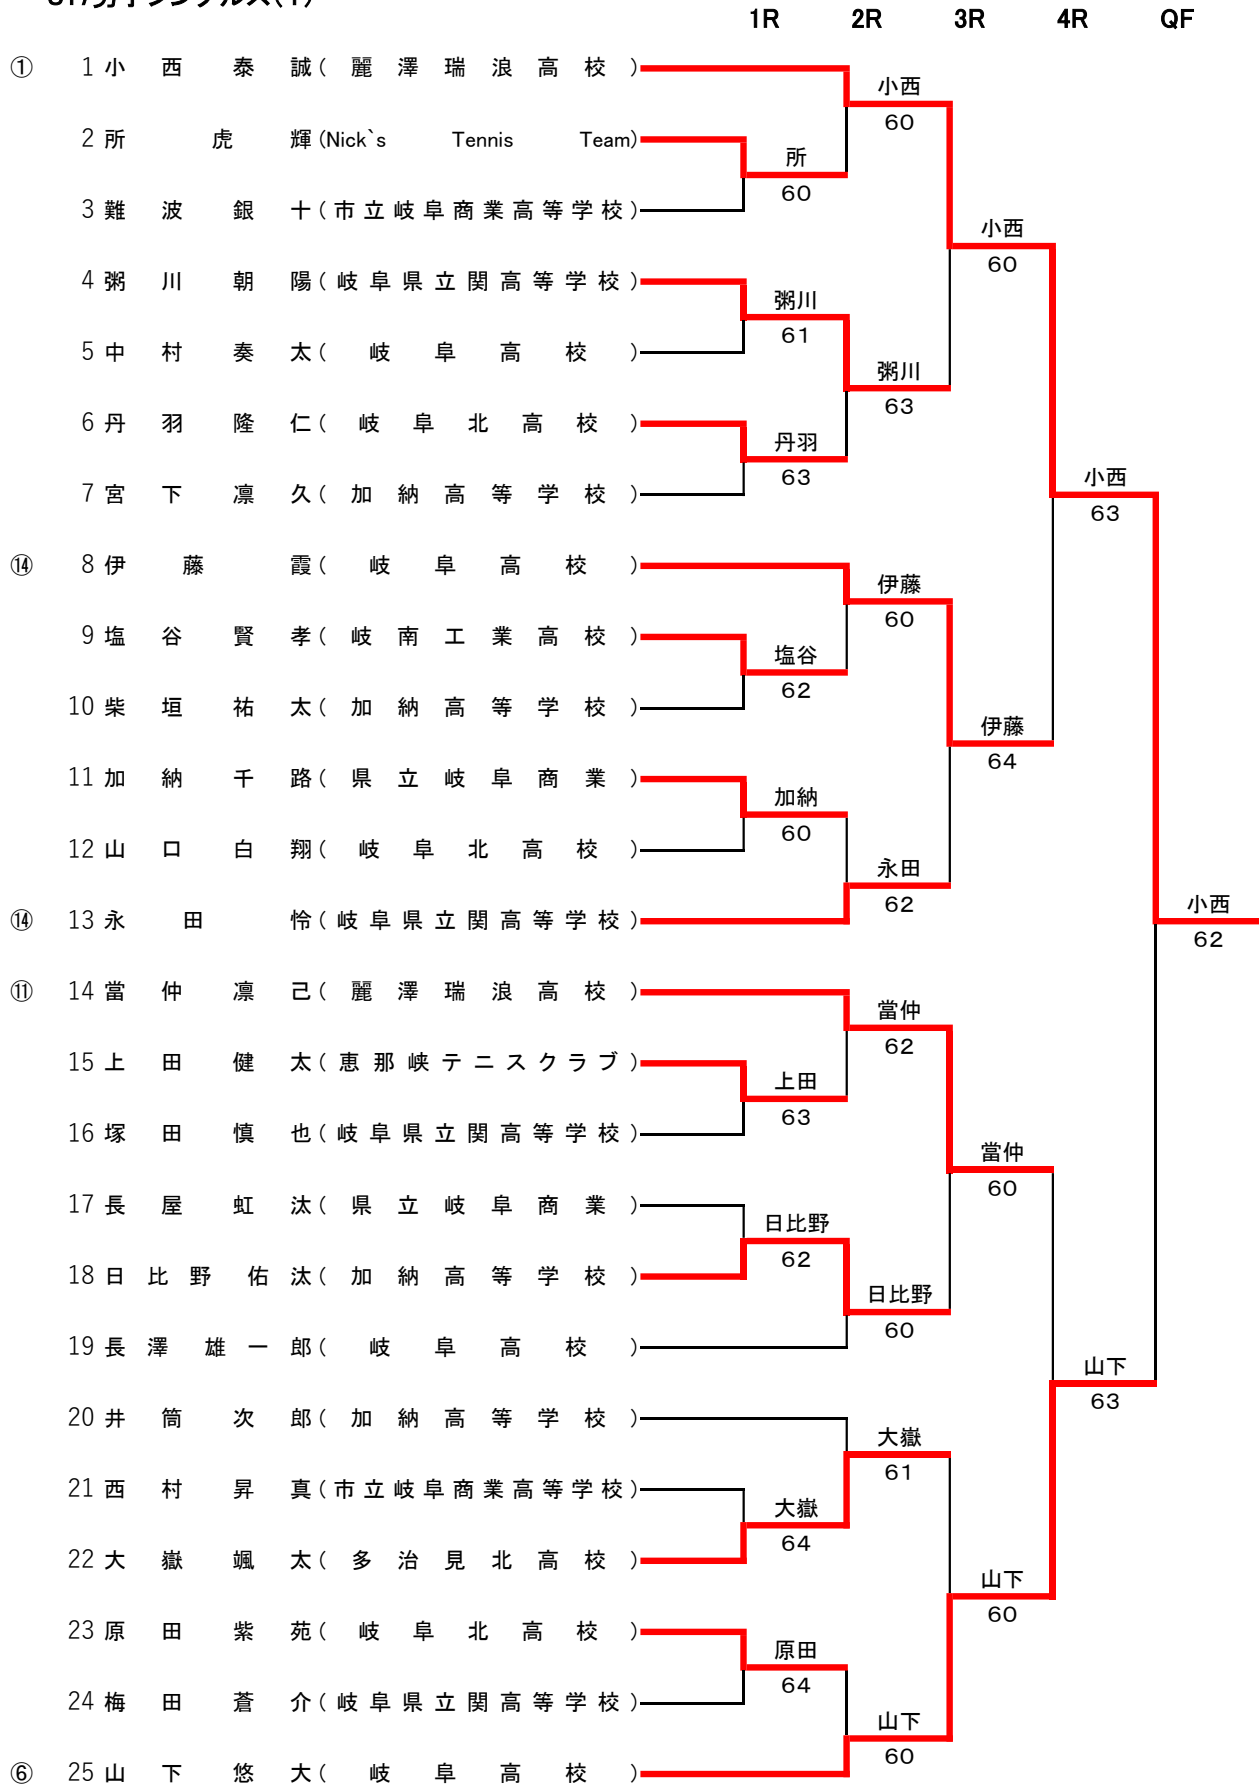 1R 2R 3R 4R QF
① 1 小西泰誠(麗澤瑞浪高校)
小西
60
2 所虎輝(Nick`s Tennis Team)
所
60
3 難波銀十(市立岐阜商業高等学校)
小西
60
4 粥川朝陽(岐阜県立関高等学校)
粥川
61
5 中村奏太(岐阜高校)
粥川
63
6 丹羽隆仁(岐阜北高校)
丹羽
63
7 宮下凛久(加納高等学校)
小西
63
⑭ 8 伊藤霞(岐阜高校)
伊藤
60
9 塩谷賢孝(岐南工業高校)
塩谷
62
10 柴垣祐太(加納高等学校)
伊藤
64
11 加納千路(県立岐阜商業)
加納
60
12 山口白翔(岐阜北高校)
永田
62
⑭ 13 永田怜(岐阜県立関高等学校)
小西
62
⑪ 14 當仲凛己(麗澤瑞浪高校)
當仲
62
15 上田健太(恵那峡テニスクラブ)
上田
63
16 塚田慎也(岐阜県立関高等学校)
當仲
60
17 長屋虹汰(県立岐阜商業)
日比野
62
18 日比野佑汰(加納高等学校)
日比野
60
19 長澤雄一郎(岐阜高校)
山下
63
20 井筒次郎(加納高等学校)
大嶽
61
21 西村昇真(市立岐阜商業高等学校)
大嶽
64
22 大嶽颯太(多治見北高校)
山下
60
23 原田紫苑(岐阜北高校)
原田
64
24 梅田蒼介(岐阜県立関高等学校)
山下
60
⑥ 25 山下悠大(岐阜高校)